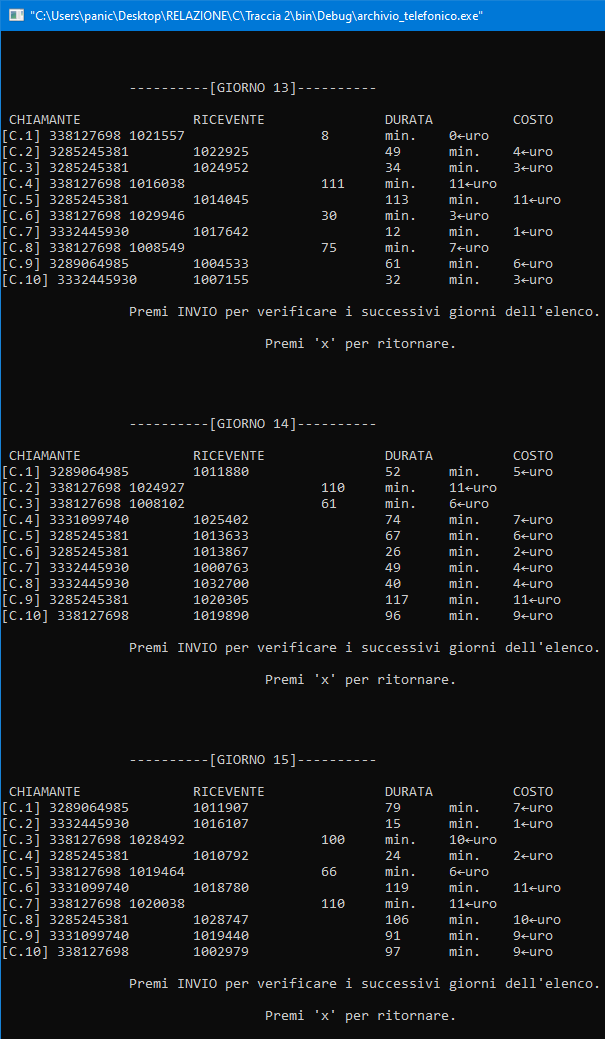 "C:\Users\panic\Desktop\RELAZIONE\C\Traccia 2\bin\Debug\archivio_telefonico.exe"
----------[GIORNO 13]----------
CHIAMANTE RICEVENTE DURATA COSTO
[C.1] 338127698 1021557 8 min. 0←uro
[C.2] 3285245381 1022925 49 min. 4←uro
[C.3] 3285245381 1024952 34 min. 3←uro
[C.4] 338127698 1016038 111 min. 11←uro
[C.5] 3285245381 1014045 113 min. 11←uro
[C.6] 338127698 1029946 30 min. 3←uro
[C.7] 3332445930 1017642 12 min. 1←uro
[C.8] 338127698 1008549 75 min. 7←uro
[C.9] 3289064985 1004533 61 min. 6←uro
[C.10] 3332445930 1007155 32 min. 3←uro
Premi INVIO per verificare i successivi giorni dell'elenco.
Premi 'x' per ritornare.
----------[GIORNO 14]----------
CHIAMANTE RICEVENTE DURATA COSTO
[C.1] 3289064985 1011880 52 min. 5←uro
[C.2] 338127698 1024927 110 min. 11←uro
[C.3] 338127698 1008102 61 min. 6←uro
[C.4] 3331099740 1025402 74 min. 7←uro
[C.5] 3285245381 1013633 67 min. 6←uro
[C.6] 3285245381 1013867 26 min. 2←uro
[C.7] 3332445930 1000763 49 min. 4←uro
[C.8] 3332445930 1032700 40 min. 4←uro
[C.9] 3285245381 1020305 117 min. 11←uro
[C.10] 338127698 1019890 96 min. 9←uro
Premi INVIO per verificare i successivi giorni dell'elenco.
Premi 'x' per ritornare.
----------[GIORNO 15]----------
CHIAMANTE RICEVENTE DURATA COSTO
[C.1] 3289064985 1011907 79 min. 7←uro
[C.2] 3332445930 1016107 15 min. 1←uro
[C.3] 338127698 1028492 100 min. 10←uro
[C.4] 3285245381 1010792 24 min. 2←uro
[C.5] 338127698 1019464 66 min. 6←uro
[C.6] 3331099740 1018780 119 min. 11←uro
[C.7] 338127698 1020038 110 min. 11←uro
[C.8] 3285245381 1028747 106 min. 10←uro
[C.9] 3331099740 1019440 91 min. 9←uro
[C.10] 338127698 1002979 97 min. 9←uro
Premi INVIO per verificare i successivi giorni dell'elenco.
Premi 'x' per ritornare.